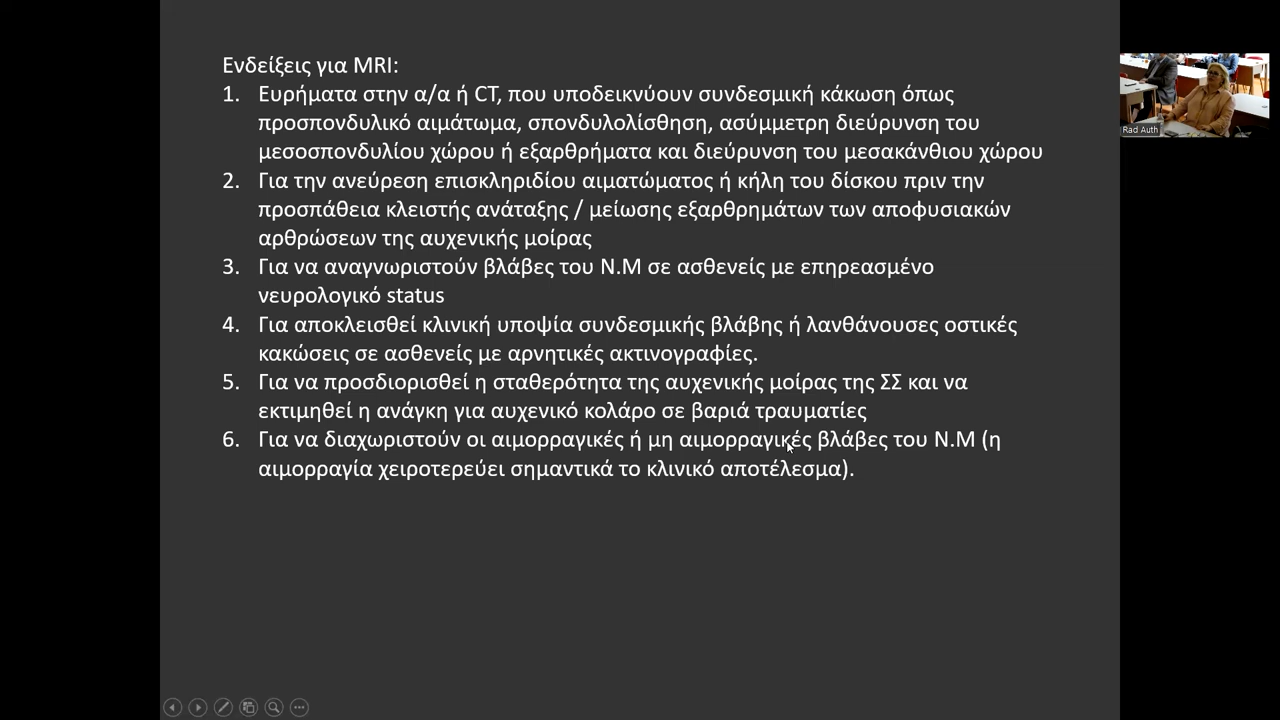 Ενδείξεις για MRI:
1. Ευρήματα στην α/α ή CT, που υποδεικνύουν συνδεσμική κάκωση όπως
προσπονδυλικό αιμάτωμα, σπονδυλολίσθηση, ασύμμετρη διεύρυνση του
μεσοσπονδυλίου χώρου ή εξαρθρήματα και διεύρυνση του μεσακάνθιου χώρου
2. Για την ανεύρεση επισκληριδίου αιματώματος ή κήλη του δίσκου πριν την
προσπάθεια κλειστής ανάταξης / μείωσης εξαρθρημάτων των αποφυσιακών
αρθρώσεων της αυχενικής μοίρας
3. Για να αναγνωριστούν βλάβες του Ν.Μ σε ασθενείς με επηρεασμένο
νευρολογικό status
4. Για αποκλεισθεί κλινική υποψία συνδεσμικής βλάβης ή λανθάνουσες οστικές
κακώσεις σε ασθενείς με αρνητικές ακτινογραφίες.
5. Για να προσδιορισθεί η σταθερότητα της αυχενικής μοίρας της ΣΣ και να
εκτιμηθεί η ανάγκη για αυχενικό κολάρο σε βαριά τραυματίες
6. Για να διαχωριστούν οι αιμορραγικές ή μη αιμορραγικές βλάβες του Ν.Μ (η
αιμορραγία χειροτερεύει σημαντικά το κλινικό αποτέλεσμα).
Rad Auth